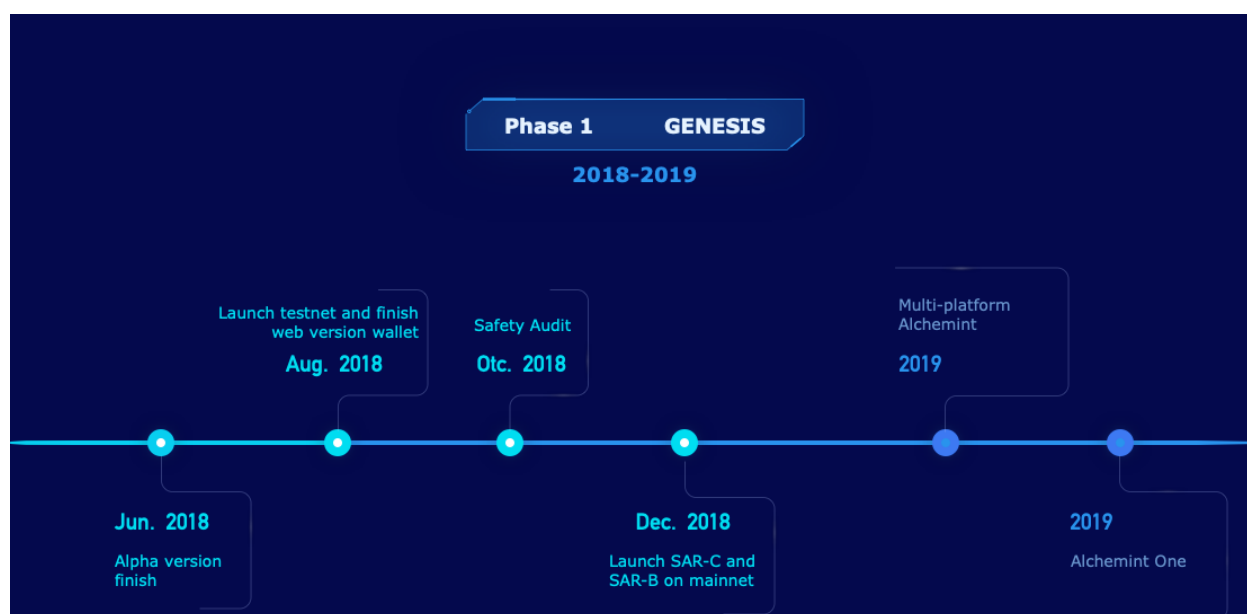 Phase 1 GENESIS
2018-2019
Launch testnet and finish
web version wallet
Aug. 2018
Safety Audit
Otc. 2018
Multi-platform
Alchemint
2019
Jun. 2018
Alpha version
finish
Dec. 2018
Launch SAR-C and
SAR-B on mainnet
2019
Alchemint One